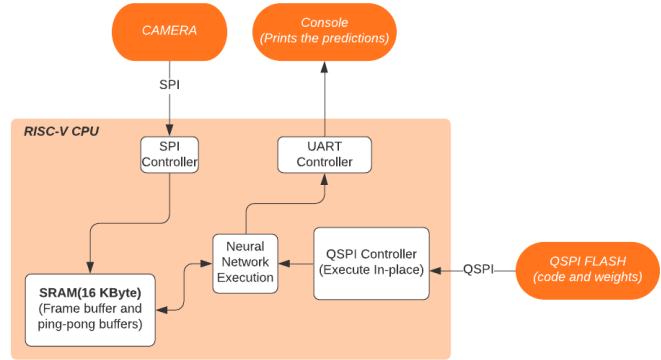 CAMERA
Console
(Prints the predictions)
SPI
RISC-V CPU
SPI
Controller
UART
Controller
Neural
Network
Execution
QSPI Controller
(Execute In-place)
QSPI
QSPI FLASH
(code and weights)
SRAM(16 KByte)
(Frame buffer and
ping-pong buffers)